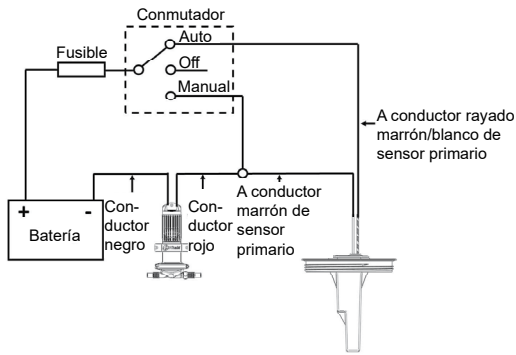 Conmutador
Fusible
Auto
Off
Manual
A conductor rayado
marrón/blanco de
sensor primario
+ -
Batería
Con-
ductor
negro
Con-
ductor
rojo
A conductor
marrón de
sensor
primario